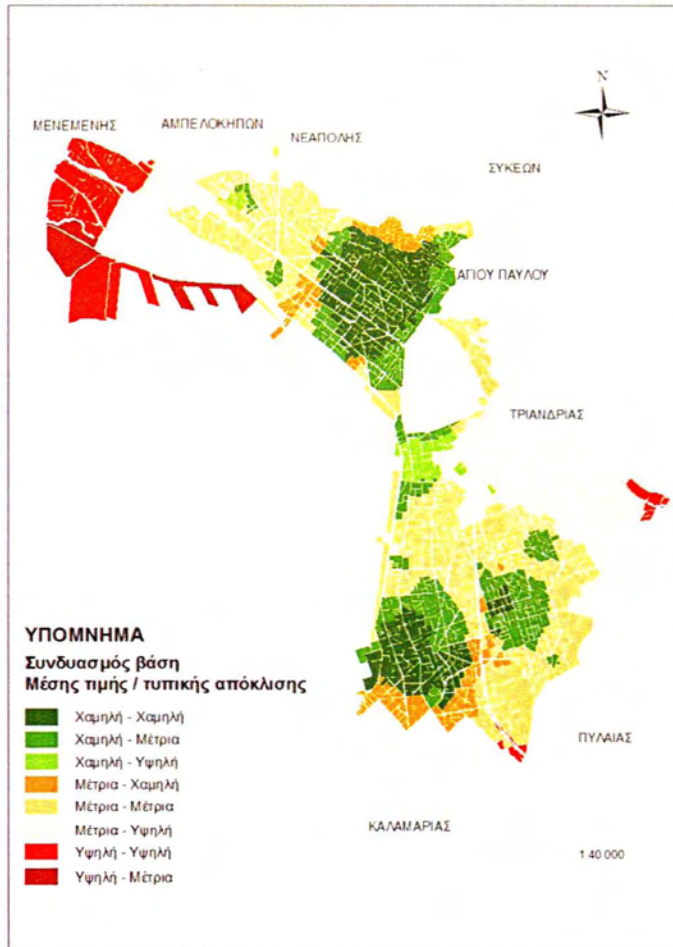 N
ΜΕΝΕΜΕΝΗΣ
ΑΜΠΕΛΟΚΗΠΩΝ
ΝΕΑΠΟΛΗΣ
ΣΥΚΕΩΝ
ΑΓΙΟΥ ΠΑΥΛΟΥ
ΤΡΙΑΝΔΡΙΑΣ
ΥΠΟΜΝΗΜΑ
Συνδυασμός βάση
Μέσης τιμής / τυπικής απόκλισης
Χαμηλή - Χαμηλή
Χαμηλή - Μέτρια
Χαμηλή - Υψηλή
Μέτρια - Χαμηλή
Μέτρια - Μέτρια
Μέτρια - Υψηλή
Υψηλή - Υψηλή
Υψηλή - Μέτρια
ΠΥΛΑΙΑΣ
ΚΑΛΑΜΑΡΙΑΣ
1:40.000